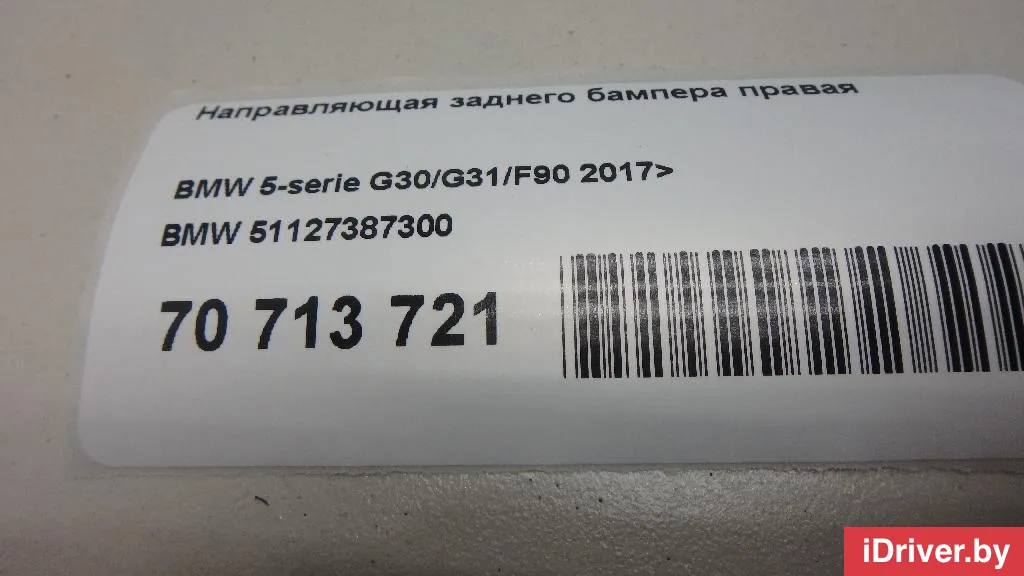 Направляющая заднего бампера правая
BMW 5-serie G30/G31/F90 2017>
BMW 51127387300
70 713 721
iDriver.by